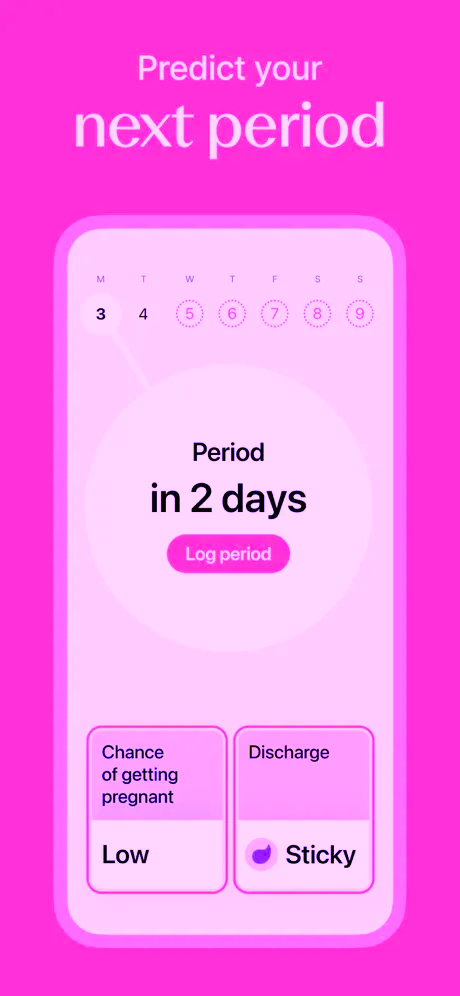 Predict your
next period
M T W T F S S
3 4 5 6 7 8 9
Period
in 2 days
Log period
Chance
of getting
pregnant
Low
Discharge
Sticky